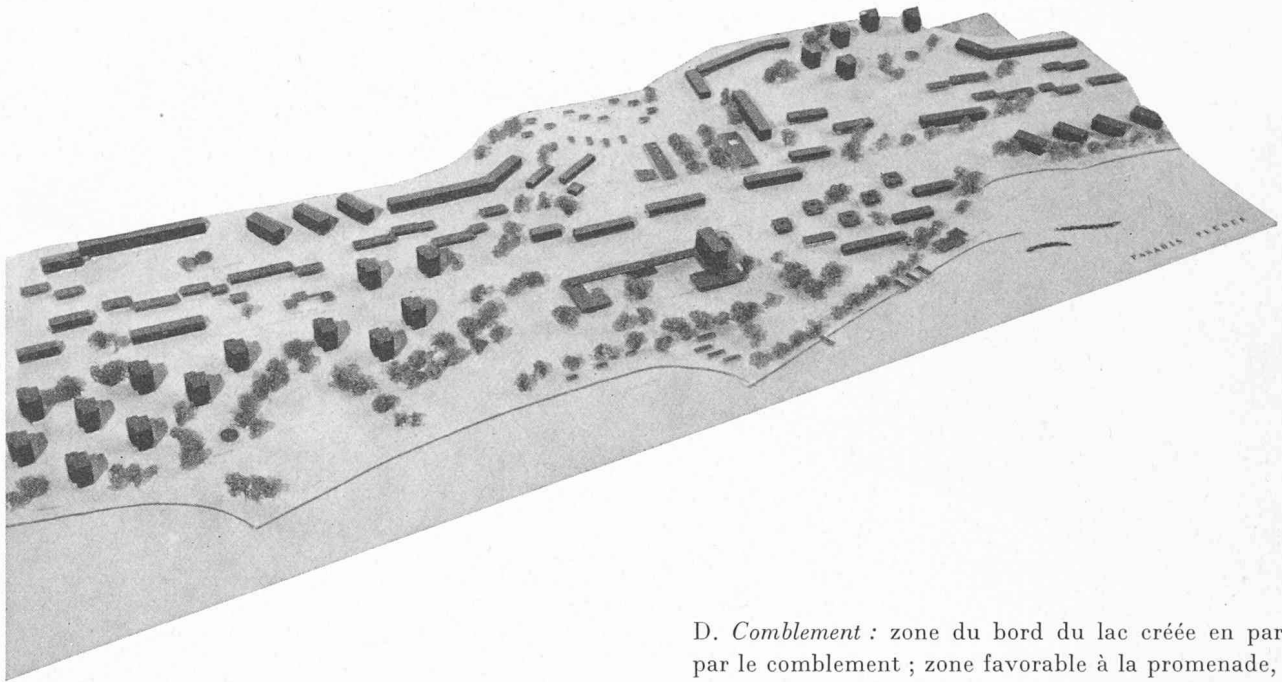 D. Comblement : zone du bord du lac créée en par
par le comblement ; zone favorable à la promenade,